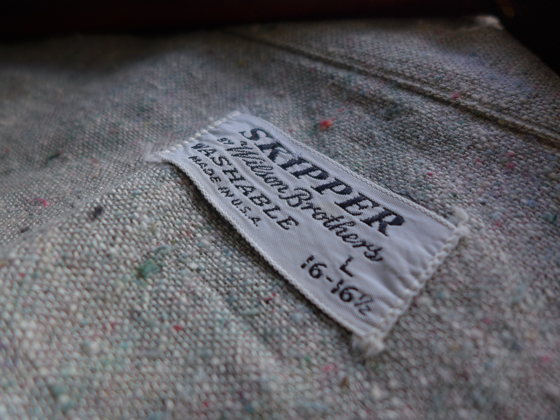 SKIPPER
BY Wilson Brothers
WASHABLE
MADE IN U.S.A.
L
16-16½